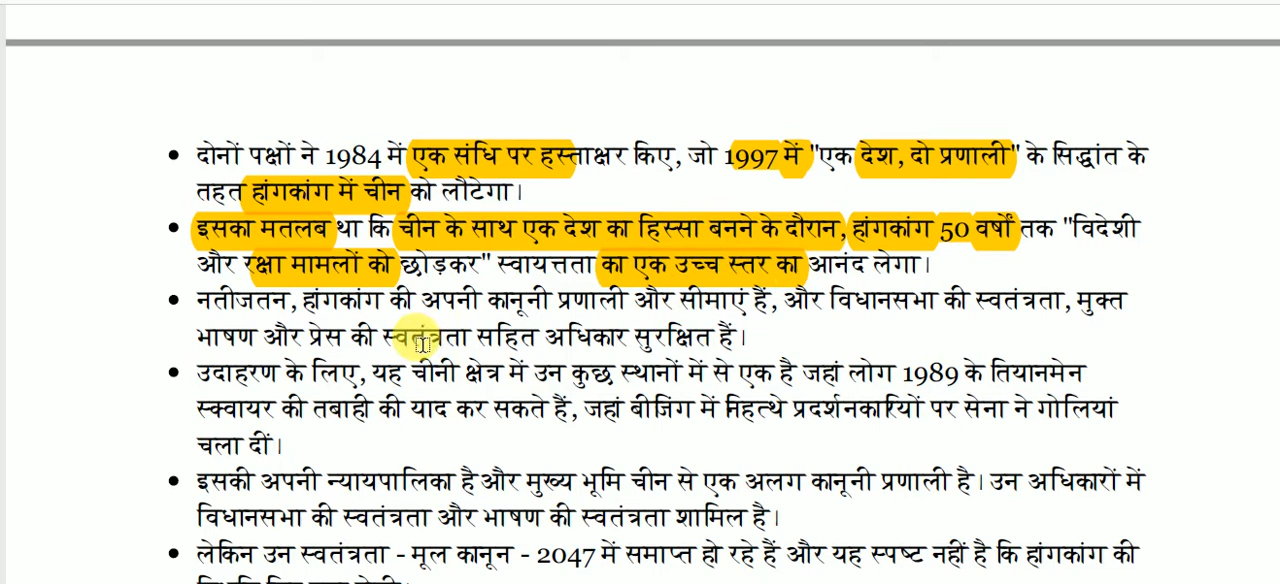 • दोनों पक्षों ने 1984 में एक संधि पर हस्ताक्षर किए, जो 1997 में "एक देश, दो प्रणाली" के सिद्धांत के
तहत हांगकांग में चीन को लौटेगा।
• इसका मतलब था कि चीन के साथ एक देश का हिस्सा बनने के दौरान, हांगकांग 50 वर्षों तक "विदेशी
और रक्षा मामलों को छोड़कर" स्वायत्तता का एक उच्च स्तर का आनंद लेगा।
• नतीजतन, हांगकांग की अपनी कानूनी प्रणाली और सीमाएं हैं, और विधानसभा की स्वतंत्रता, मुक्त
भाषण और प्रेस की स्वतंत्रता सहित अधिकार सुरक्षित हैं।
• उदाहरण के लिए, यह चीनी क्षेत्र में उन कुछ स्थानों में से एक है जहां लोग 1989 के तियानमेन
स्क्वायर की तबाही की याद कर सकते हैं, जहां बीजिंग में निहत्थे प्रदर्शनकारियों पर सेना ने गोलियां
चला दीं।
• इसकी अपनी न्यायपालिका है और मुख्य भूमि चीन से एक अलग कानूनी प्रणाली है। उन अधिकारों में
विधानसभा की स्वतंत्रता और भाषण की स्वतंत्रता शामिल है।
• लेकिन उन स्वतंत्रता - मूल कानून - 2047 में समाप्त हो रहे हैं और यह स्पष्ट नहीं है कि हांगकांग की